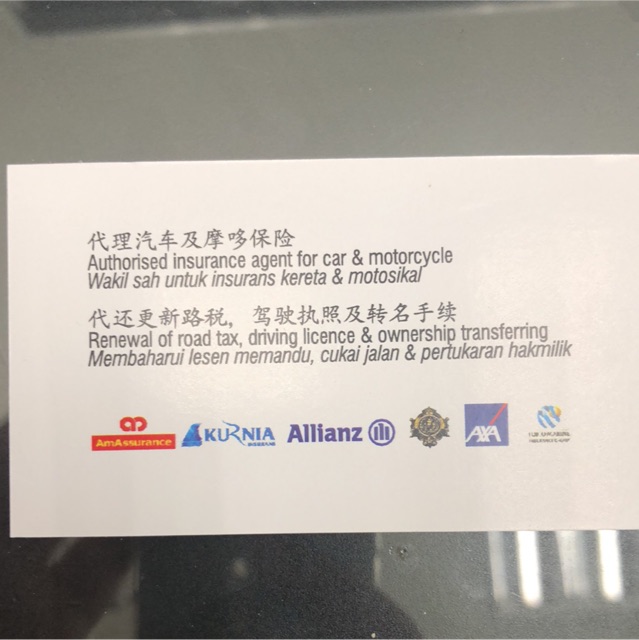 代理汽车及摩哆保险
Authorised insurance agent for car & motorcycle
Wakil sah untuk insurans kereta & motosikal
代还更新路税，驾驶执照及转名手续
Renewal of road tax, driving licence & ownership transferring
Membaharui lesen memandu, cukai jalan & pertukaran hakmilik
AmAssurance KURNIA Allianz AXA